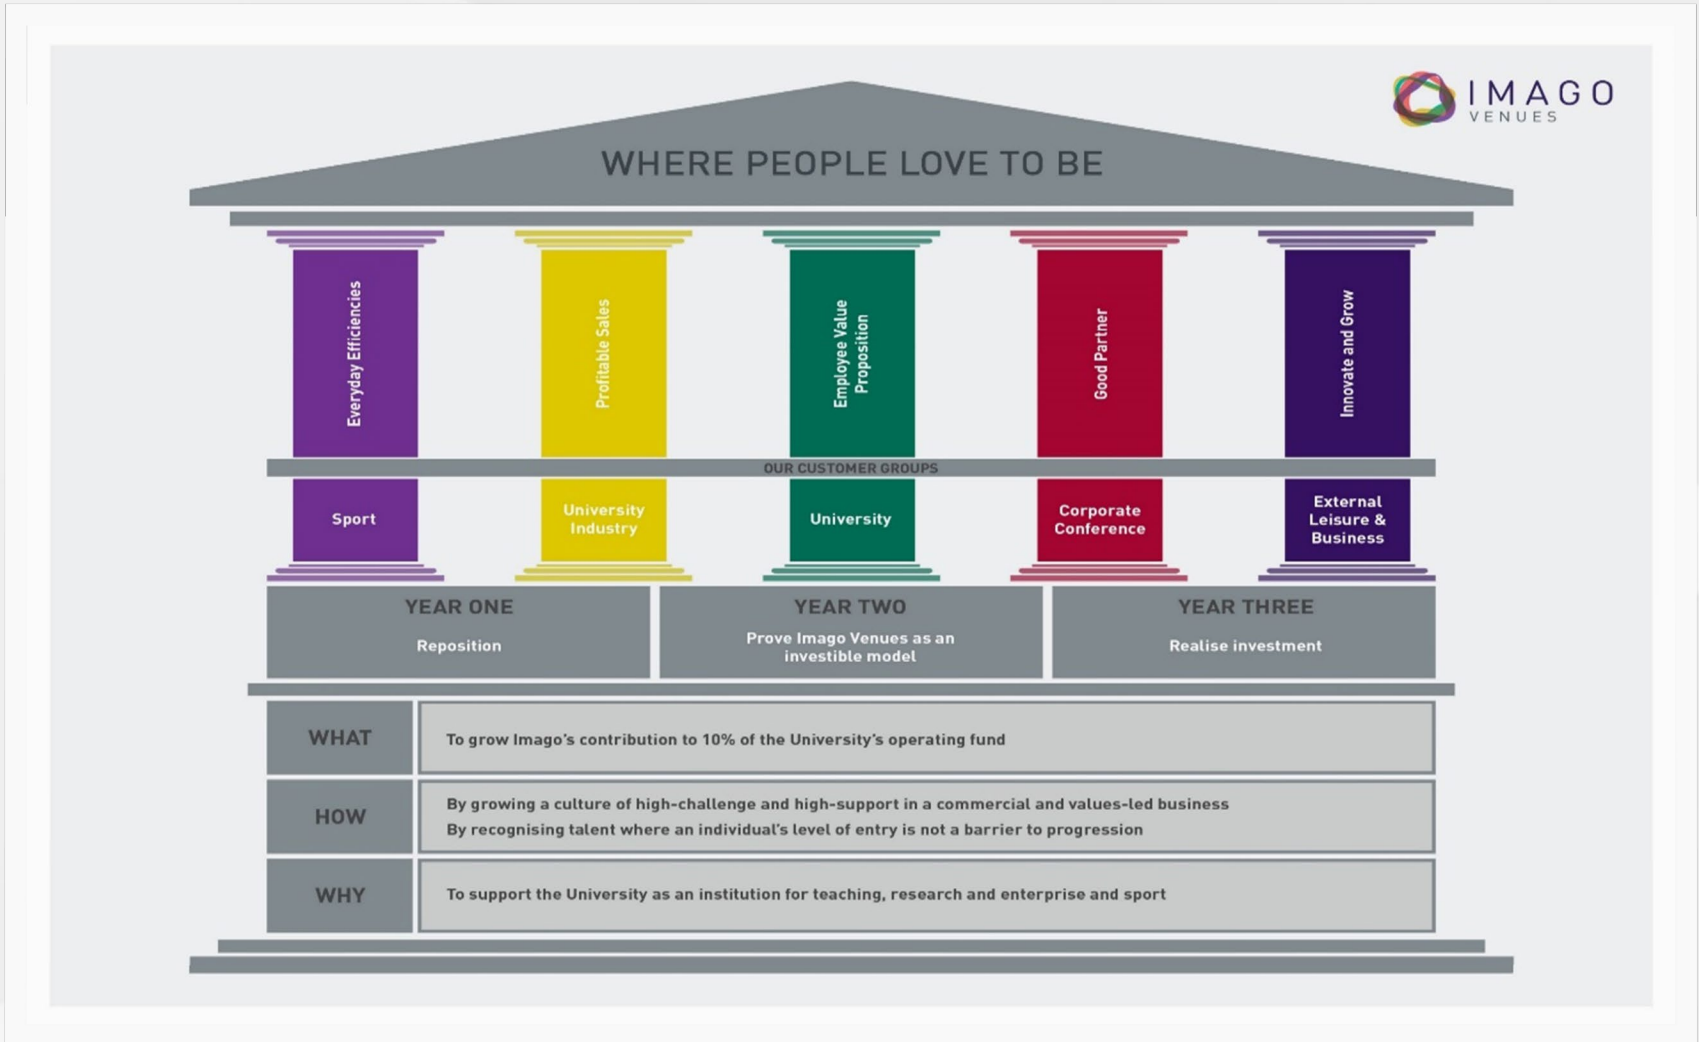 IMAGO
VENUES
WHERE PEOPLE LOVE TO BE
Everyday Efficiencies
Profitable Sales
Employee Value
Proposition
Good Partner
Innovate and Grow
OUR CUSTOMER GROUPS
Sport
University
Industry
University
Corporate
Conference
External
Leisure &
Business
YEAR ONE
Reposition
YEAR TWO
Prove Imago Venues as an
investible model
YEAR THREE
Realise investment
WHAT
To grow Imago's contribution to 10% of the University's operating fund
HOW
By growing a culture of high-challenge and high-support in a commercial and values-led business
By recognising talent where an individual's level of entry is not a barrier to progression
WHY
To support the University as an institution for teaching, research and enterprise and sport